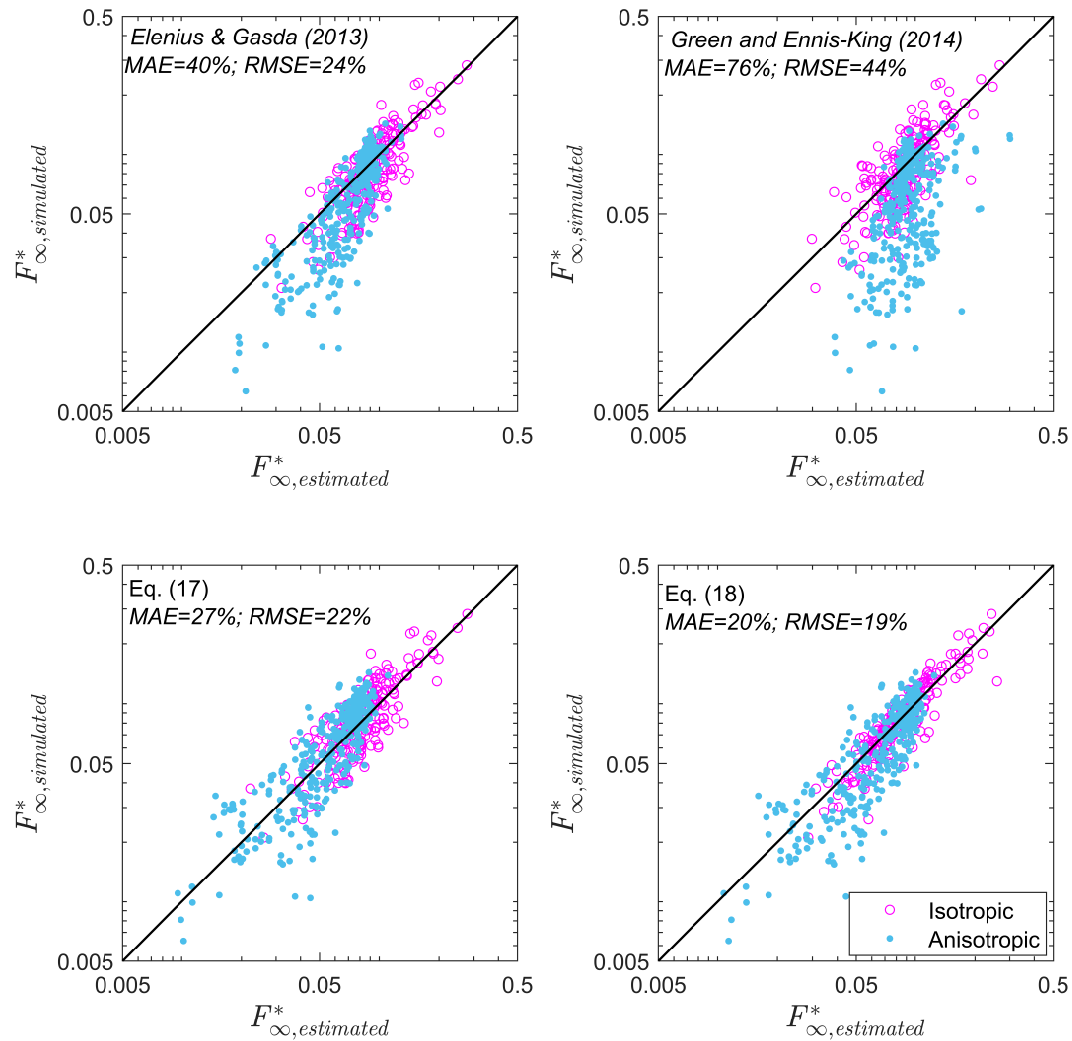 Elenius & Gasda (2013)
MAE=40%; RMSE=24%
0.5
0.05
0.005
0.005
0.05
0.5
F*∞,simulated
F*∞,estimated
Green and Ennis-King (2014)
MAE=76%; RMSE=44%
0.5
0.05
0.005
0.005
0.05
0.5
F*∞,simulated
F*∞,estimated
Eq. (17)
MAE=27%; RMSE=22%
0.5
0.05
0.005
0.005
0.05
0.5
F*∞,simulated
F*∞,estimated
Eq. (18)
MAE=20%; RMSE=19%
0.5
0.05
0.005
0.005
0.05
0.5
F*∞,simulated
F*∞,estimated
Isotropic
Anisotropic